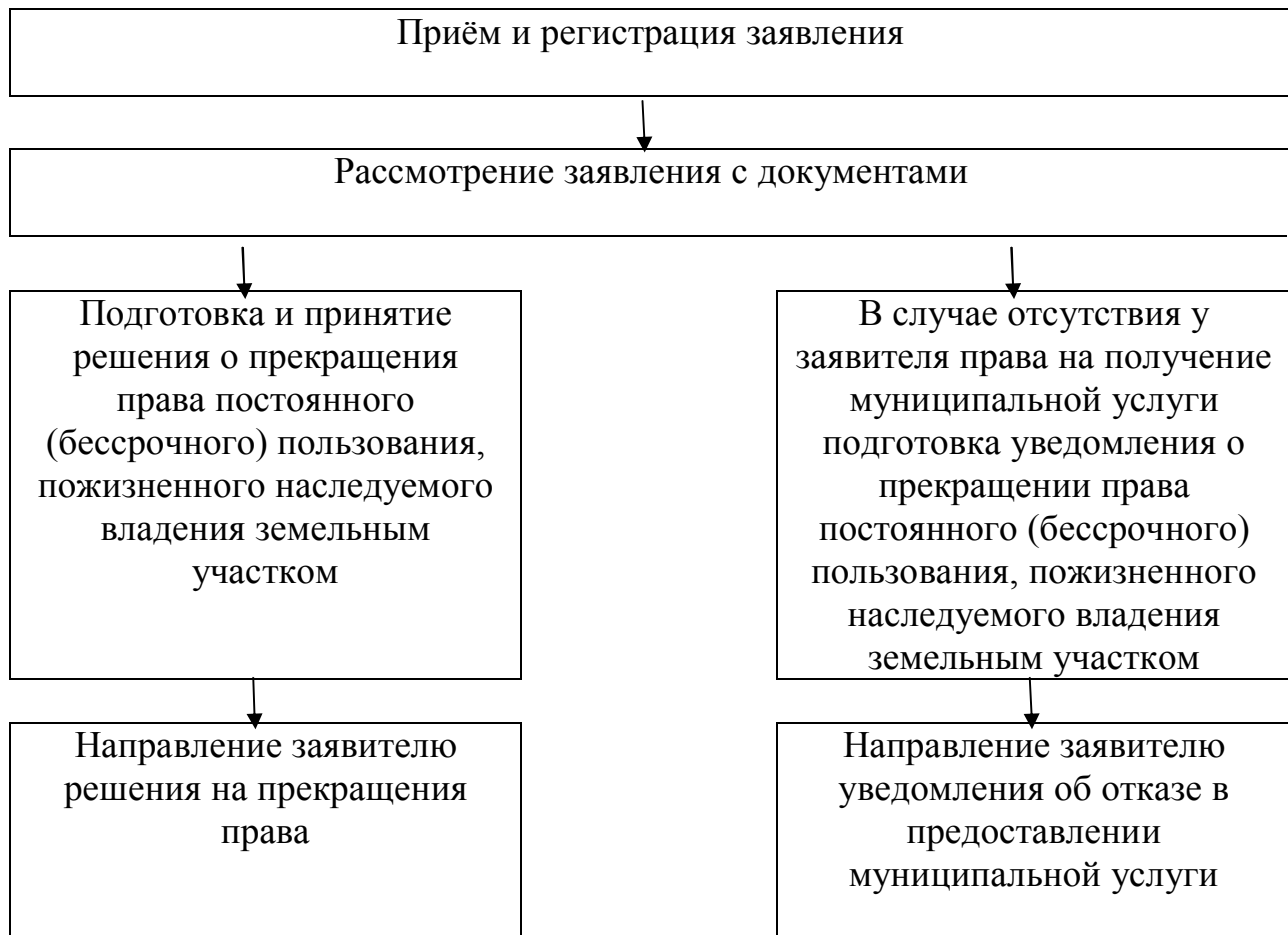 Приём и регистрация заявления
Рассмотрение заявления с документами
Подготовка и принятие
решения о прекращения
права постоянного
(бессрочного) пользования,
пожизненного наследуемого
владения земельным
участком
В случае отсутствия у
заявителя права на получение
муниципальной услуги
подготовка уведомления о
прекращении права
постоянного (бессрочного)
пользования, пожизненного
наследуемого владения
земельным участком
Направление заявителю
решения на прекращения
права
Направление заявителю
уведомления об отказе в
предоставлении
муниципальной услуги